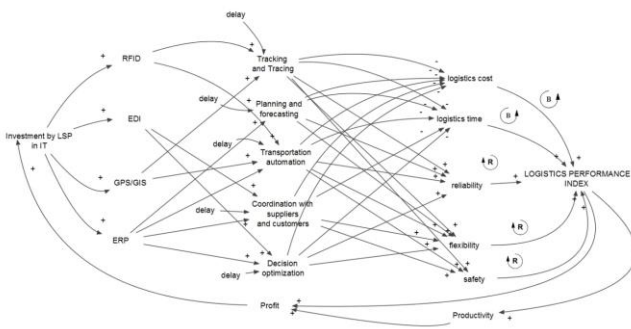 delay
RFID
Tracking
and Tracing
logistics cost
B
B
delay
Planning and
forecasting
EDI
logistics time
Investment by LSP
in IT
delay
Transportation
automation
R
LOGISTICS PERFORMANCE
INDEX
GPS/GIS
reliability
delay
Coordination with
suppliers
and customers
R
ERP
flexibility
R
Decision
optimization
delay
safety
Profit
Productivity